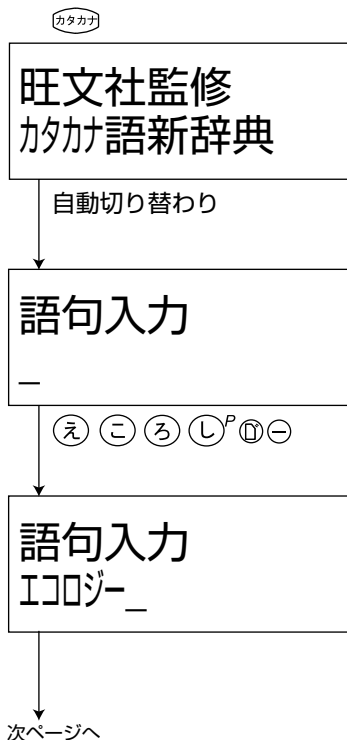 カタカナ
旺文社監修
カタカナ語新辞典
自動切り替わり
語句入力
_
え こ ろ し P ゛ ー
語句入力
エコロジー_
次ページへ